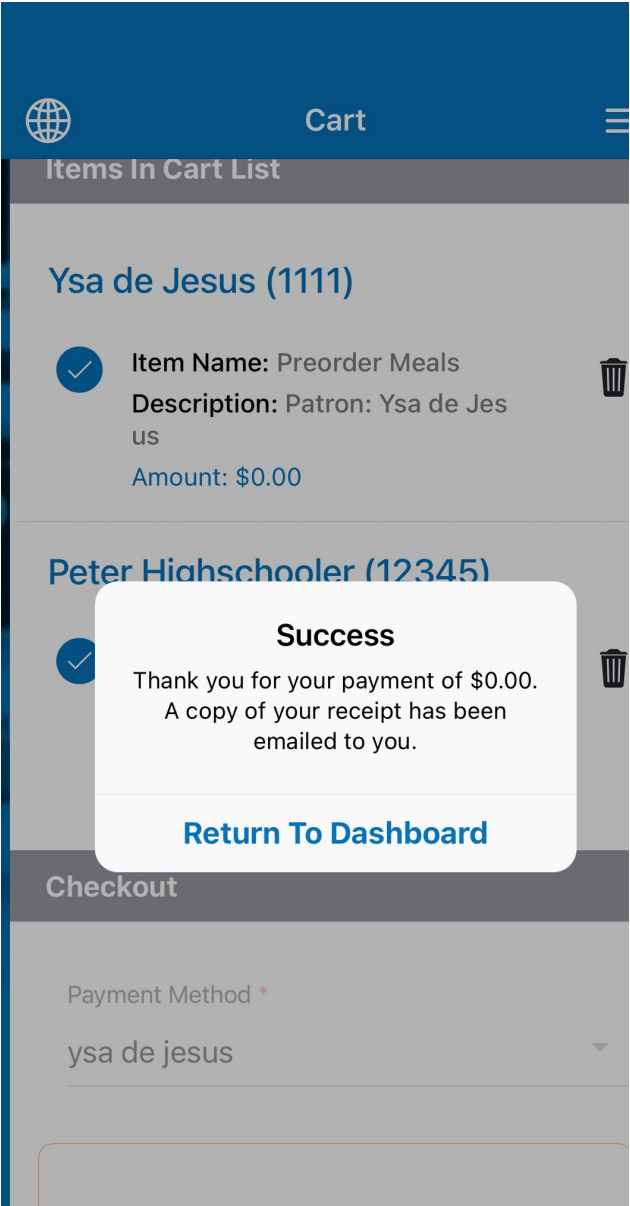 Cart
Items In Cart List
Ysa de Jesus (1111)
Item Name: Preorder Meals
Description: Patron: Ysa de Jes
us
Amount: $0.00
Peter Highschooler (12345)
Success
Thank you for your payment of $0.00.
A copy of your receipt has been
emailed to you.
Return To Dashboard
Checkout
Payment Method *
ysa de jesus